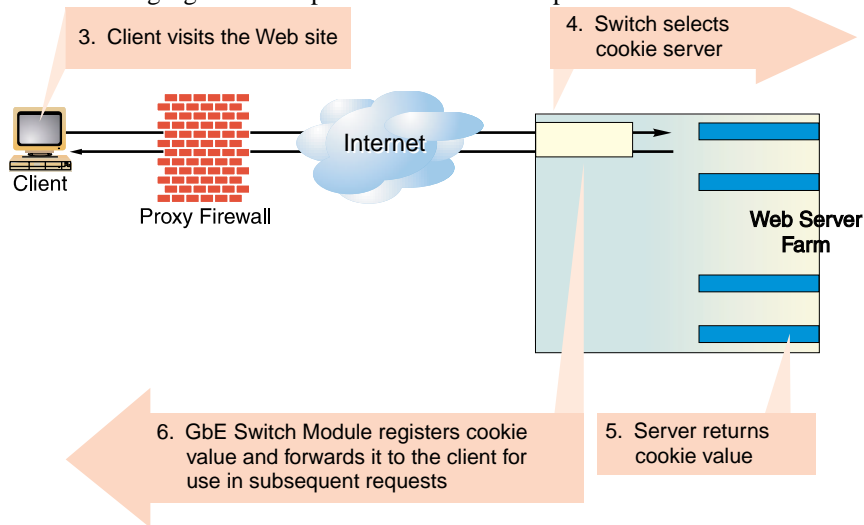 3. Client visits the Web site
4. Switch selects
cookie server
Internet
Client
Proxy Firewall
Web Server
Farm
6. GbE Switch Module registers cookie
value and forwards it to the client for
use in subsequent requests
5. Server returns
cookie value